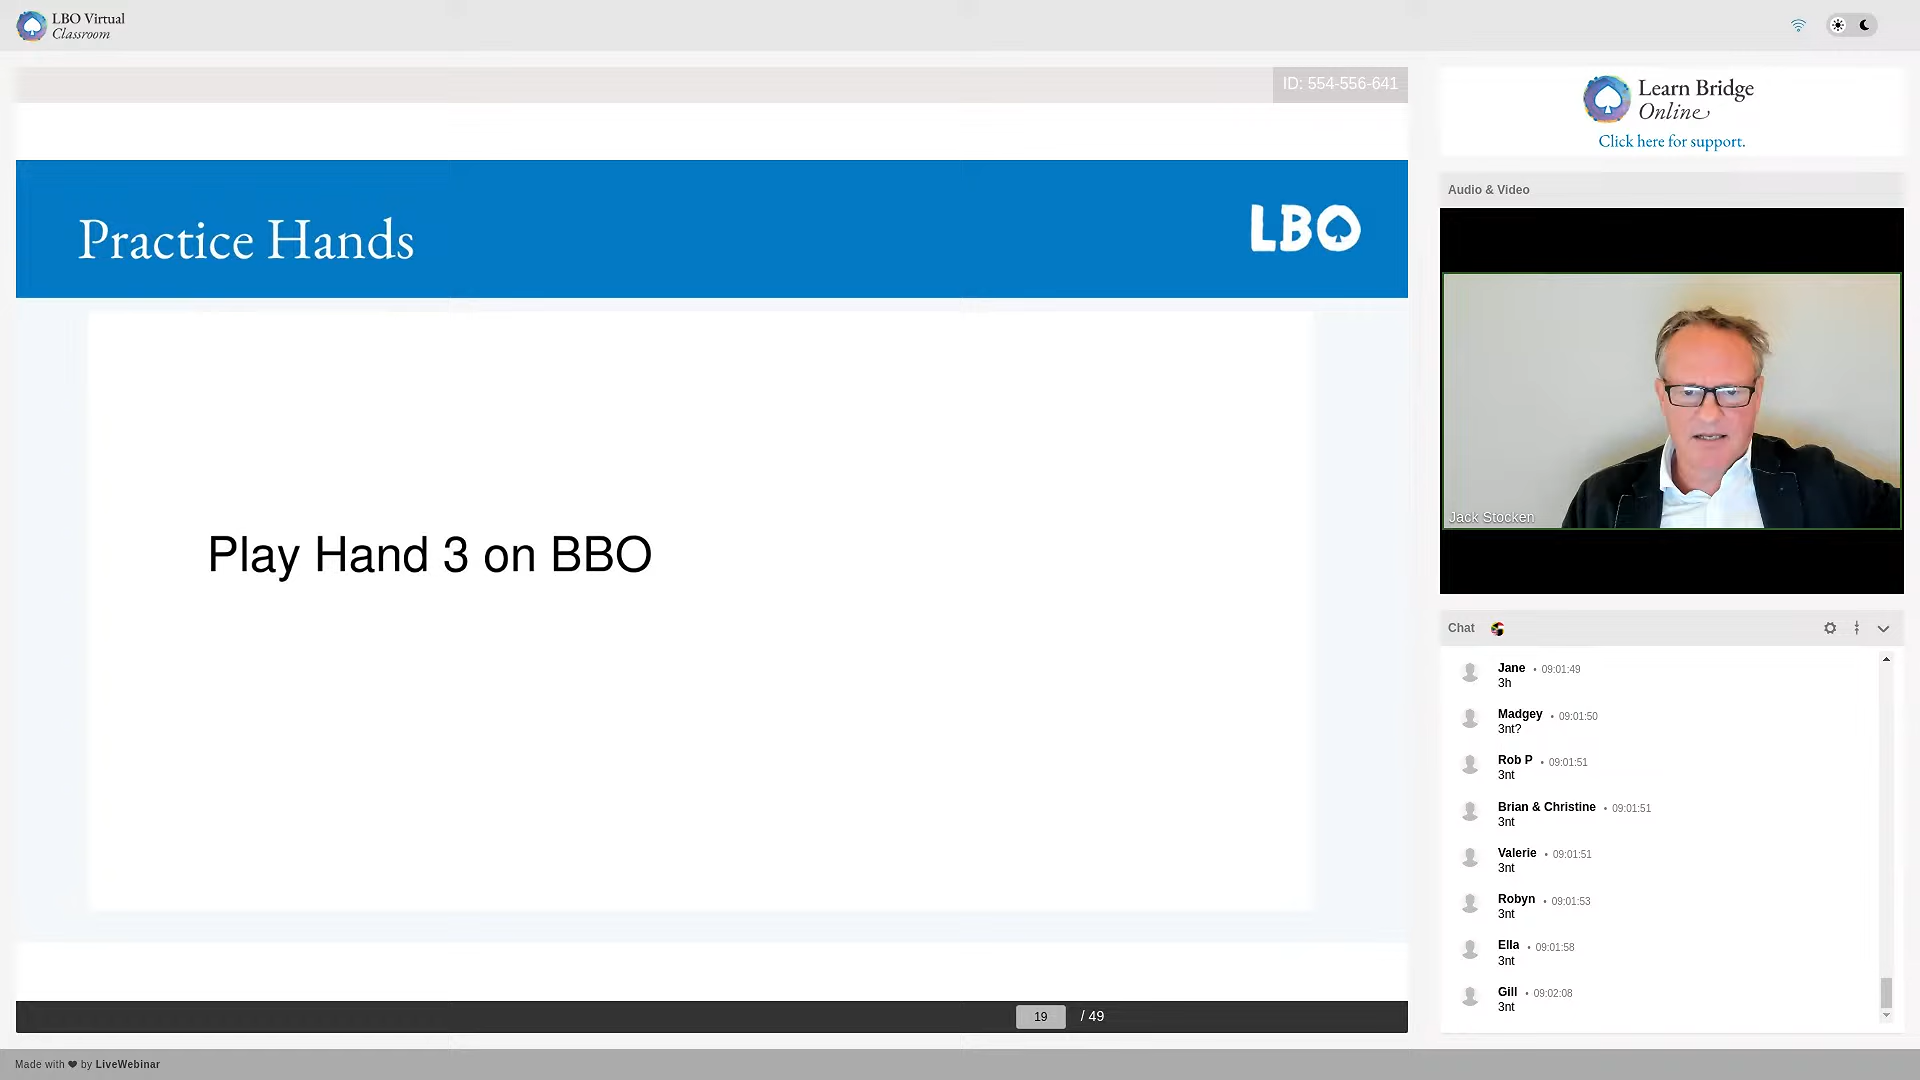 LBO Virtual
Classroom
ID: 554-556-641
Practice Hands
LBO
Play Hand 3 on BBO
19 / 49
Learn Bridge
Online
Click here for support.
Audio & Video
Jack Stocken
Chat
Jane • 09:01:49
3h
Madgey • 09:01:50
3nt?
Rob P • 09:01:51
3nt
Brian & Christine • 09:01:51
3nt
Valerie • 09:01:51
3nt
Robyn • 09:01:53
3nt
Ella • 09:01:58
3nt
Gill • 09:02:08
3nt
Made with ❤ by LiveWebinar